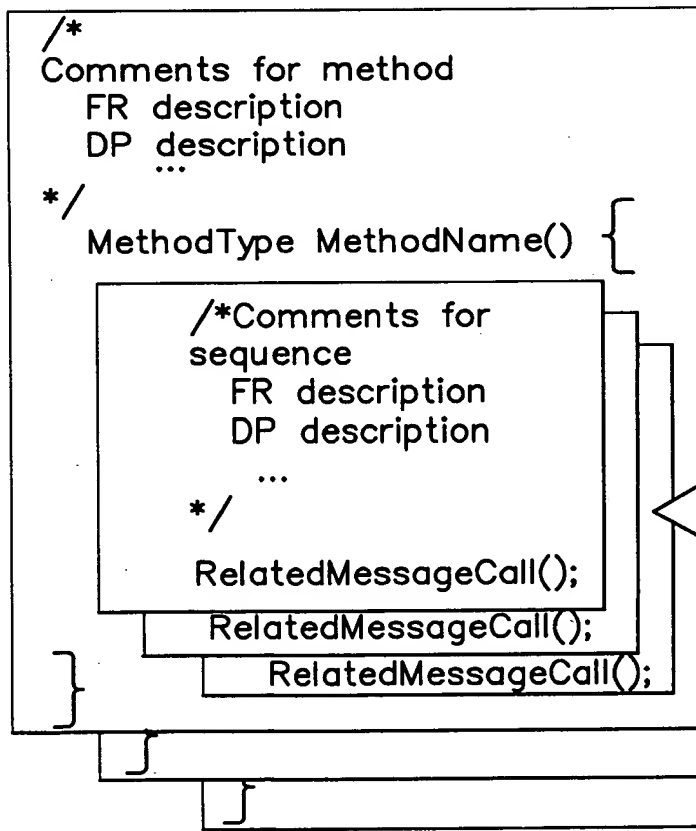 /*
Comments for method
FR description
DP description
...
*/
MethodType MethodName() {
/*Comments for
sequence
FR description
DP description
...
*/
RelatedMessageCall();
RelatedMessageCall();
RelatedMessageCall();
}
}
}